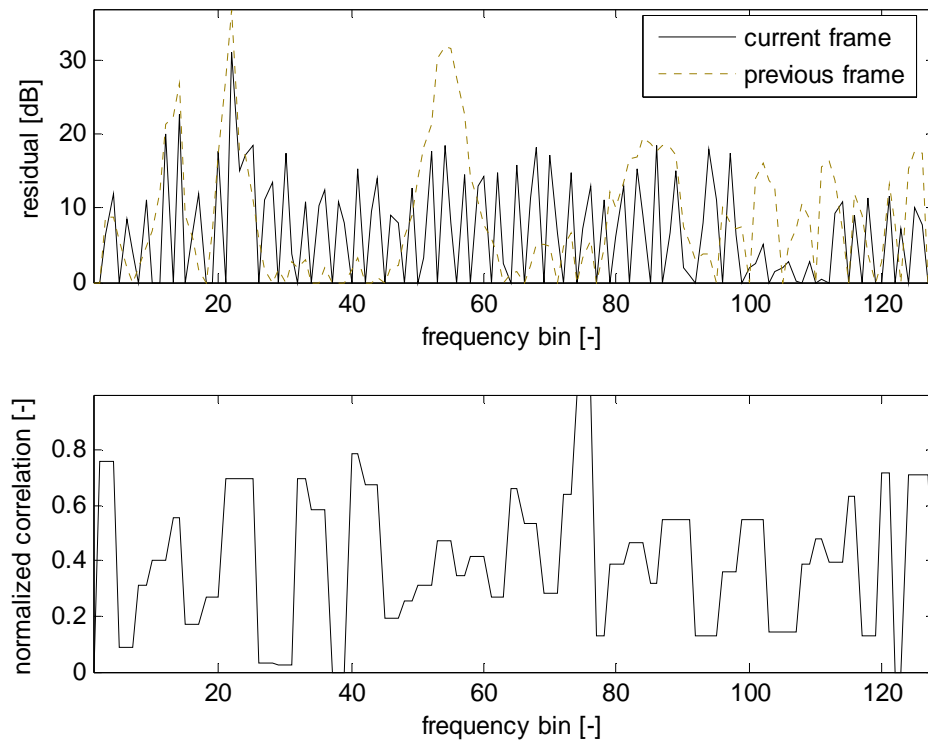 current frame
previous frame
residual [dB]
30
20
10
0
20 40 60 80 100 120
frequency bin [-]
normalized correlation [-]
0.8
0.6
0.4
0.2
0
20 40 60 80 100 120
frequency bin [-]